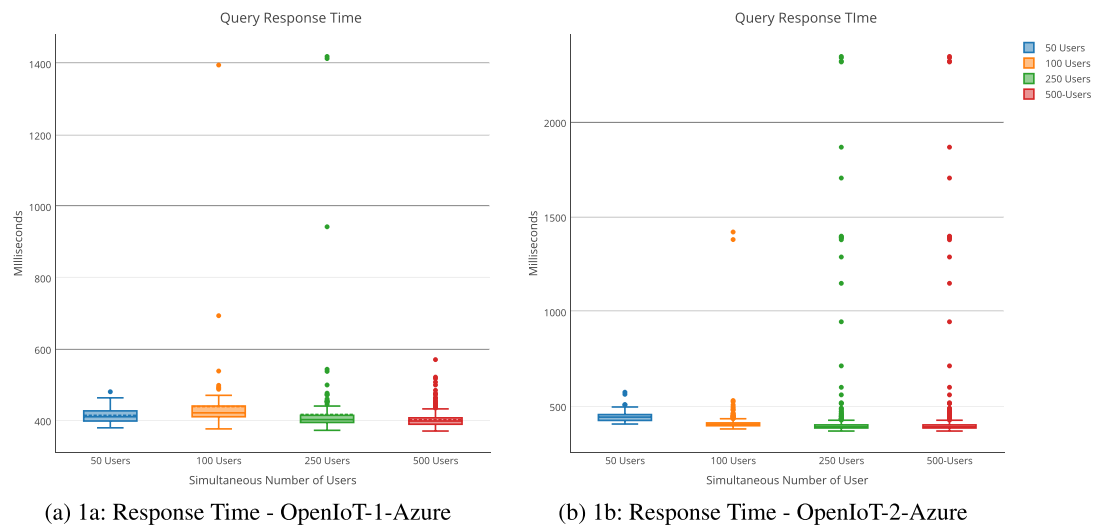 Query Response Time
1400
1200
1000
800
600
400
MIlliseconds
50 Users
100 Users
250 Users
500 Users
Simultaneous Number of Users
(a) 1a: Response Time - OpenIoT-1-Azure
Query Response TIme
2000
1500
1000
500
Milliseconds
50 Users
100 Users
250 Users
500-Users
Simultaneous Number of User
50 Users
100 Users
250 Users
500-Users
(b) 1b: Response Time - OpenIoT-2-Azure